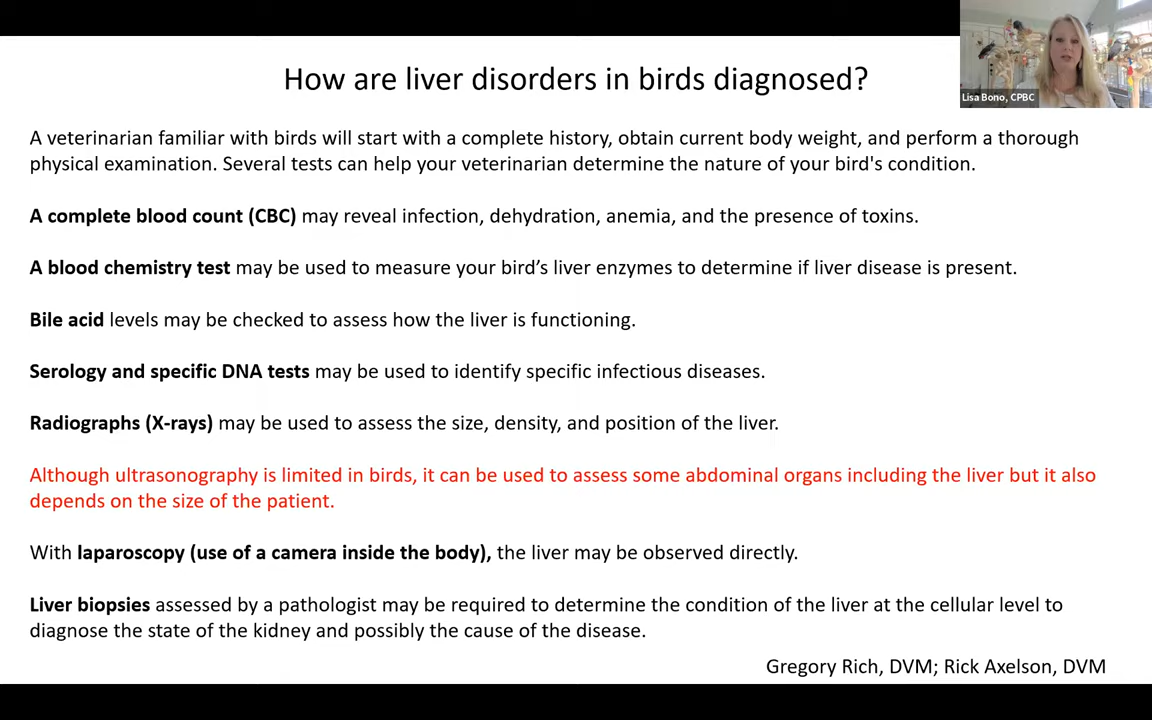 How are liver disorders in birds diagnosed?
Lisa Bono, CPBC
A veterinarian familiar with birds will start with a complete history, obtain current body weight, and perform a thorough
physical examination. Several tests can help your veterinarian determine the nature of your bird's condition.
A complete blood count (CBC) may reveal infection, dehydration, anemia, and the presence of toxins.
A blood chemistry test may be used to measure your bird’s liver enzymes to determine if liver disease is present.
Bile acid levels may be checked to assess how the liver is functioning.
Serology and specific DNA tests may be used to identify specific infectious diseases.
Radiographs (X-rays) may be used to assess the size, density, and position of the liver.
Although ultrasonography is limited in birds, it can be used to assess some abdominal organs including the liver but it also
depends on the size of the patient.
With laparoscopy (use of a camera inside the body), the liver may be observed directly.
Liver biopsies assessed by a pathologist may be required to determine the condition of the liver at the cellular level to
diagnose the state of the kidney and possibly the cause of the disease.
Gregory Rich, DVM; Rick Axelson, DVM